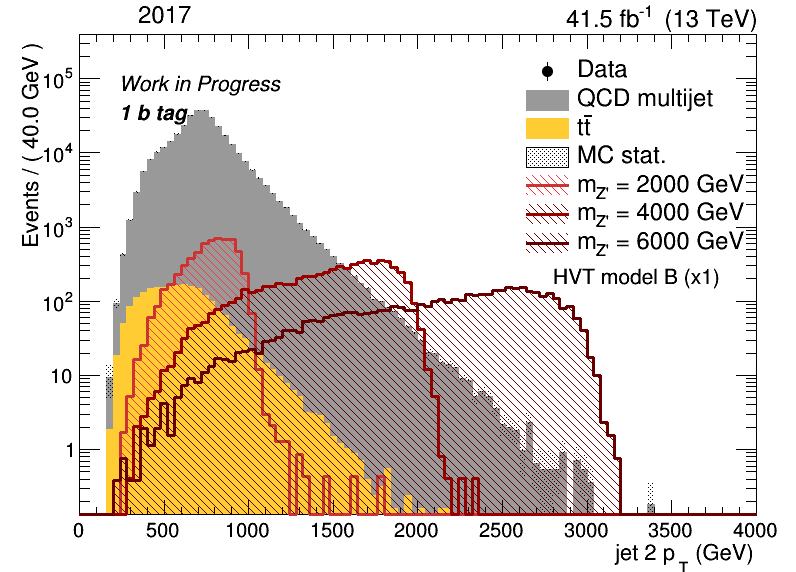 2017
41.5 fb⁻¹ (13 TeV)
Events / ( 40.0 GeV )
Work in Progress
1 b tag
Data
QCD multijet
tt̄
MC stat.
m_Z' = 2000 GeV
m_Z' = 4000 GeV
m_Z' = 6000 GeV
HVT model B (x1)
10⁵
10⁴
10³
10²
10
1
0 500 1000 1500 2000 2500 3000 3500 4000
jet 2 p_T (GeV)